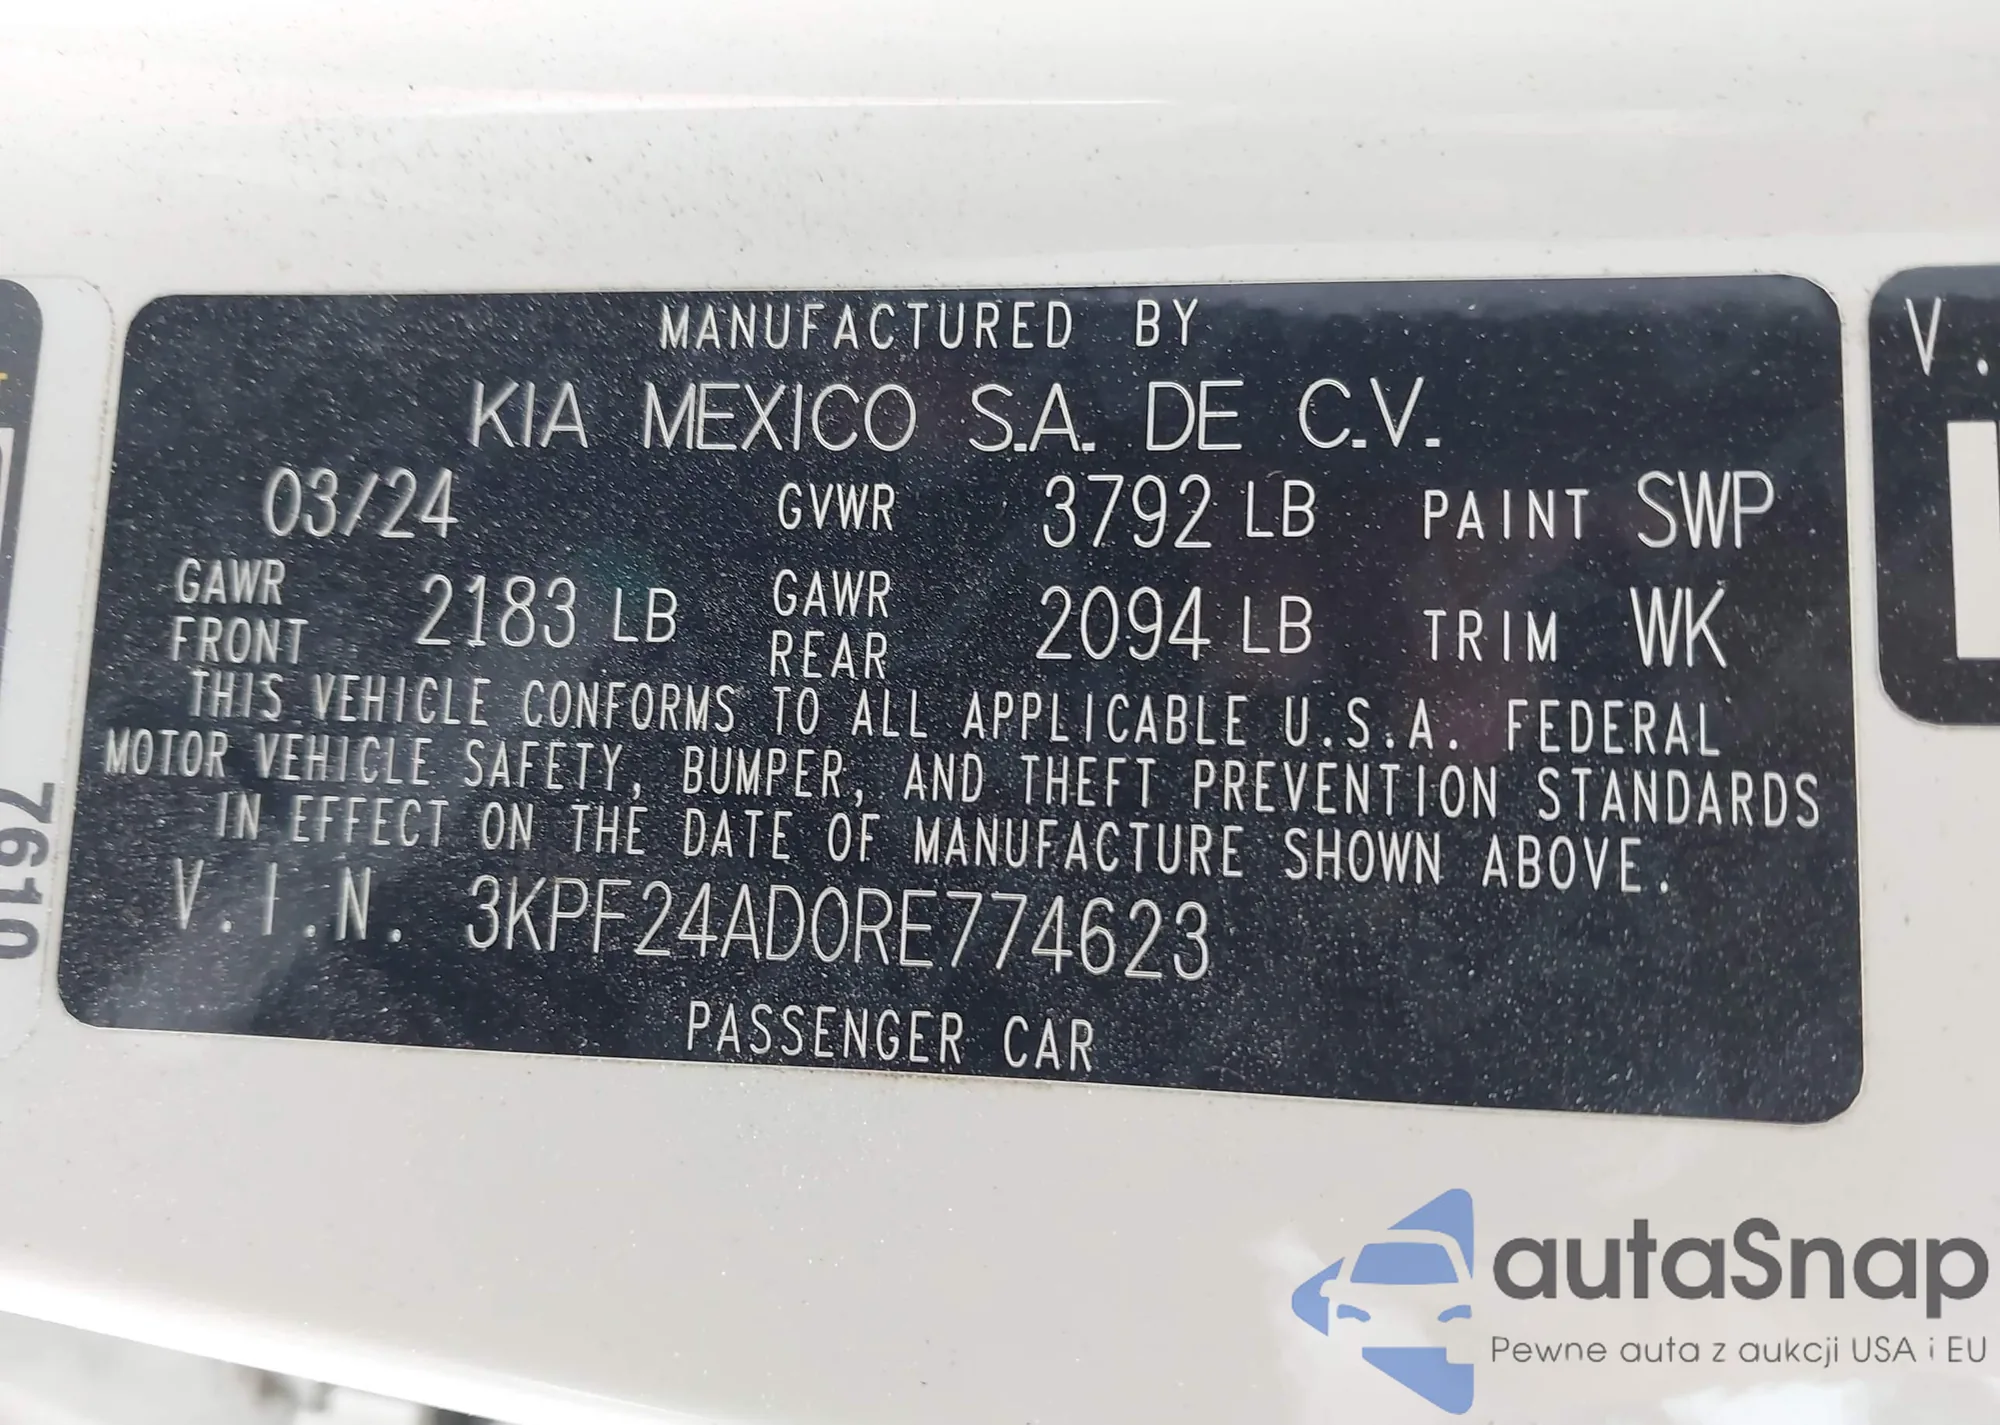 MANUFACTURED BY
KIA MEXICO S.A. DE C.V.
03/24 GVWR 3792 LB PAINT SWP
GAWR FRONT 2183 LB GAWR REAR 2094 LB TRIM WK
THIS VEHICLE CONFORMS TO ALL APPLICABLE U.S.A. FEDERAL
MOTOR VEHICLE SAFETY, BUMPER, AND THEFT PREVENTION STANDARDS
IN EFFECT ON THE DATE OF MANUFACTURE SHOWN ABOVE.
V.I.N. 3KPF24AD0RE774623
PASSENGER CAR
V.
7610
autaSnap
Pewne auta z aukcji USA i EU